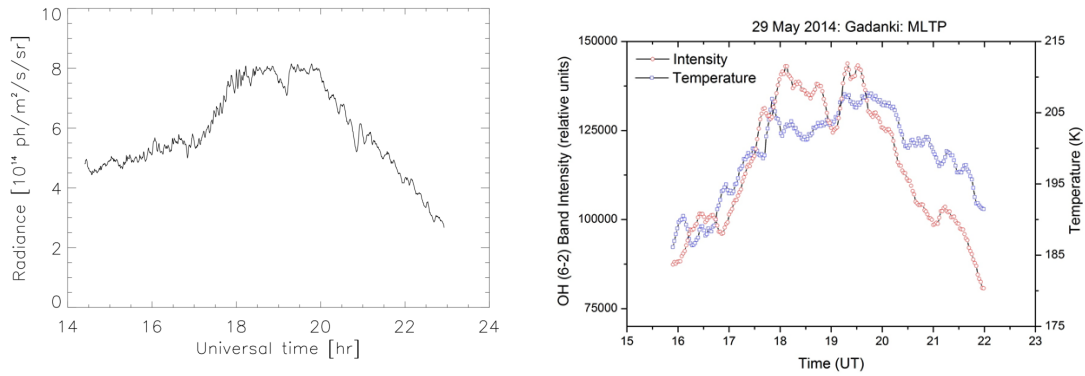 10
8
6
4
2
0
Radiance [10¹⁴ ph/m²/s/sr]
14 16 18 20 22 24
Universal time [hr]
29 May 2014: Gadanki: MLTP
Intensity
Temperature
150000
125000
100000
75000
OH (6-2) Band Intensity (relative units)
215
205
195
185
175
Temperature (K)
15 16 17 18 19 20 21 22 23
Time (UT)